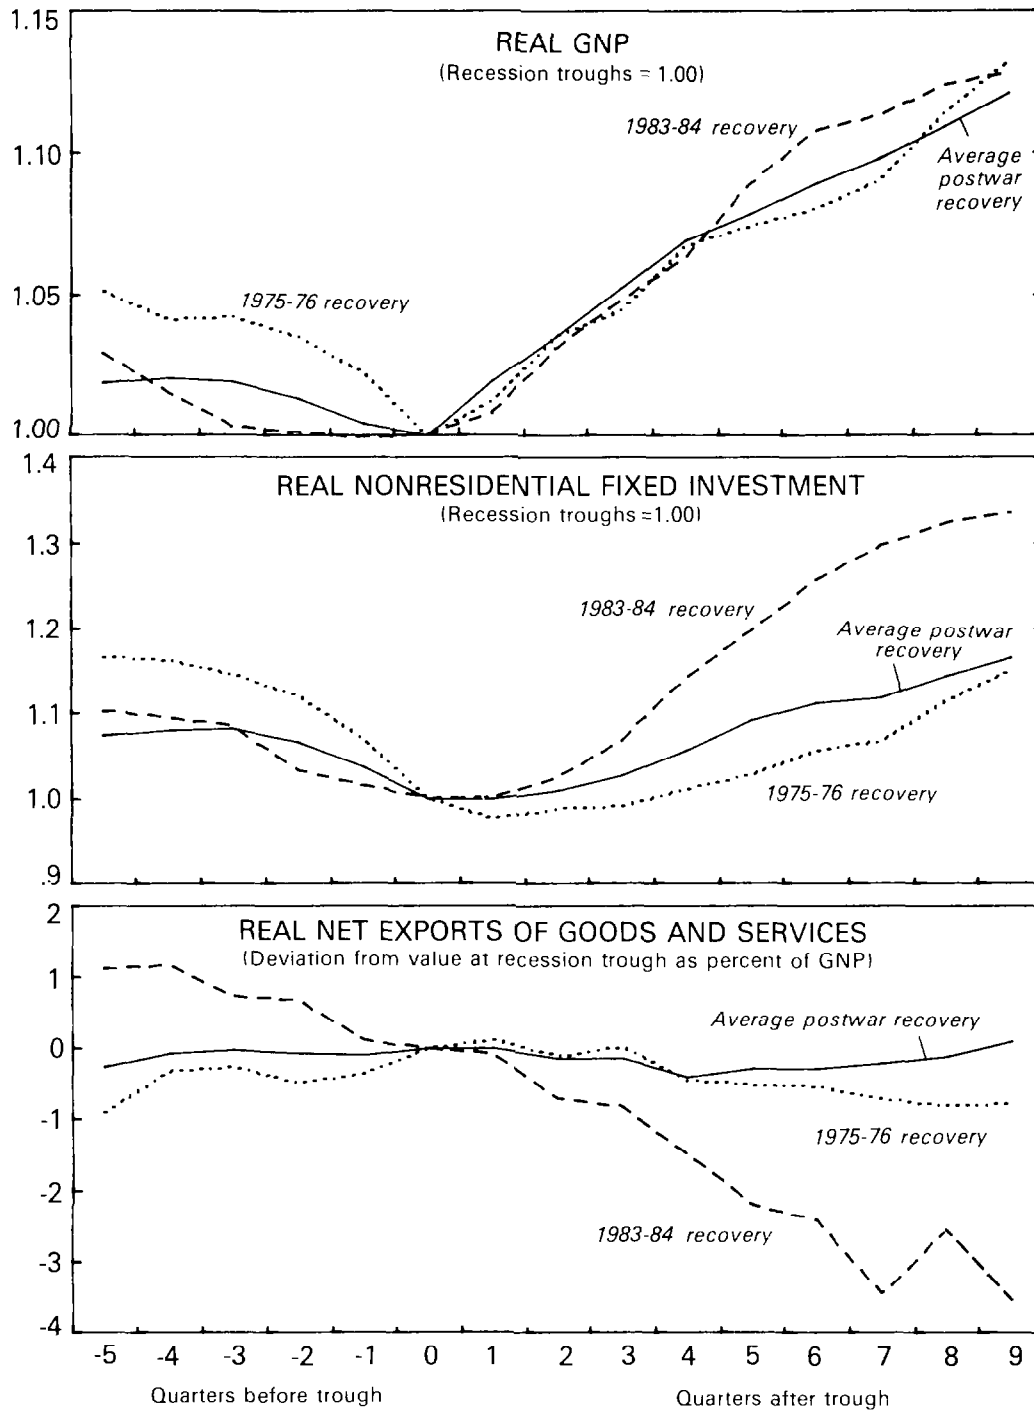 1.15
REAL GNP
(Recession troughs = 1.00)
1983-84 recovery
1.10
Average
postwar
recovery
1.05
1975-76 recovery
1.00
1.4
REAL NONRESIDENTIAL FIXED INVESTMENT
(Recession troughs =1.00)
1.3
1983-84 recovery
1.2
Average postwar
recovery
1.1
1.0
1975-76 recovery
.9
2
REAL NET EXPORTS OF GOODS AND SERVICES
(Deviation from value at recession trough as percent of GNP)
1
Average postwar recovery
0
-1
1975-76 recovery
-2
1983-84 recovery
-3
-4
-5 -4 -3 -2 -1 0 1 2 3 4 5 6 7 8 9
Quarters before trough Quarters after trough